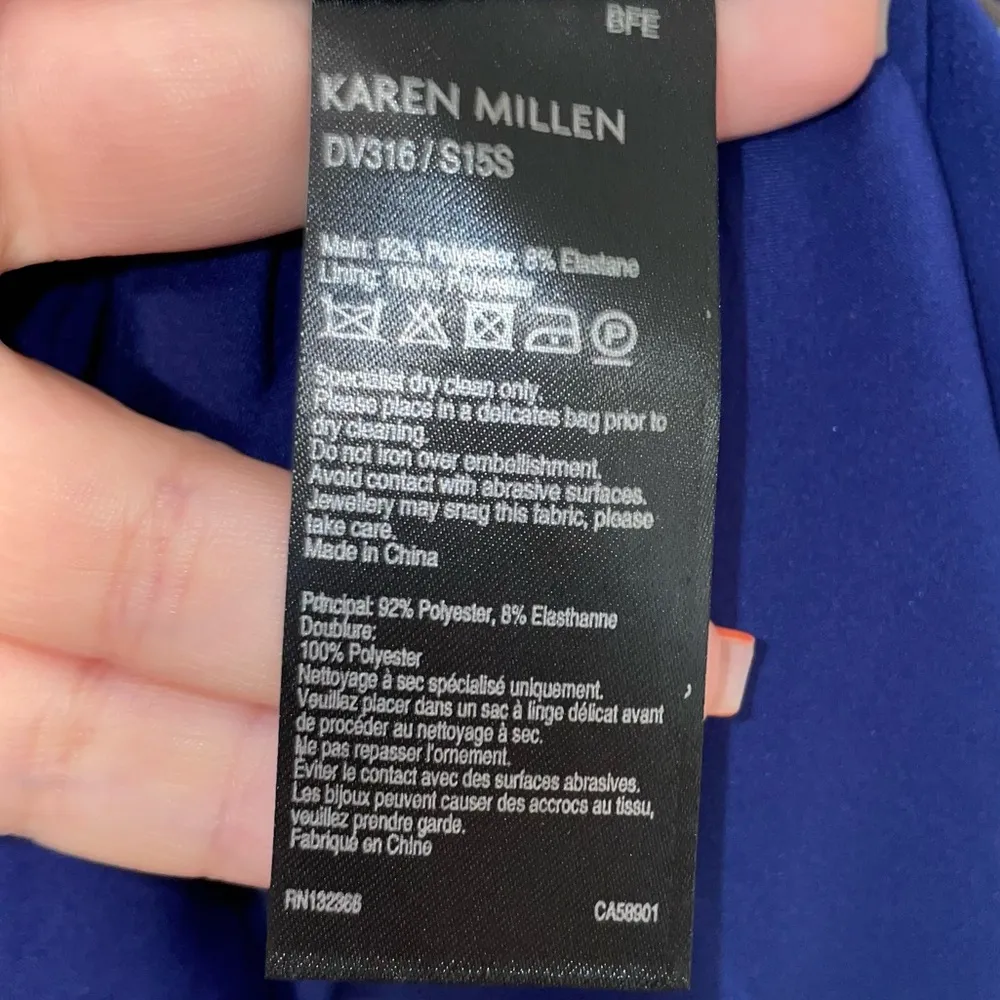 BFE
KAREN MILLEN
DV316 / S15S
Main: 92% Polyester, 8% Elastane
Lining: 100% Polyester
P
Specialist dry clean only.
Please place in a delicates bag prior to
dry cleaning.
Do not iron over embellishment.
Avoid contact with abrasive surfaces.
Jewellery may snag this fabric, please
take care.
Made in China
Principal: 92% Polyester, 8% Elasthanne
Doublure:
100% Polyester
Nettoyage à sec spécialisé uniquement.
Veuillez placer dans un sac à linge délicat avant
de procéder au nettoyage à sec.
Ne pas repasser l'ornement.
Éviter le contact avec des surfaces abrasives.
Les bijoux peuvent causer des accrocs au tissu,
veuillez prendre garde.
Fabriqué en Chine
RN132366 CA58901